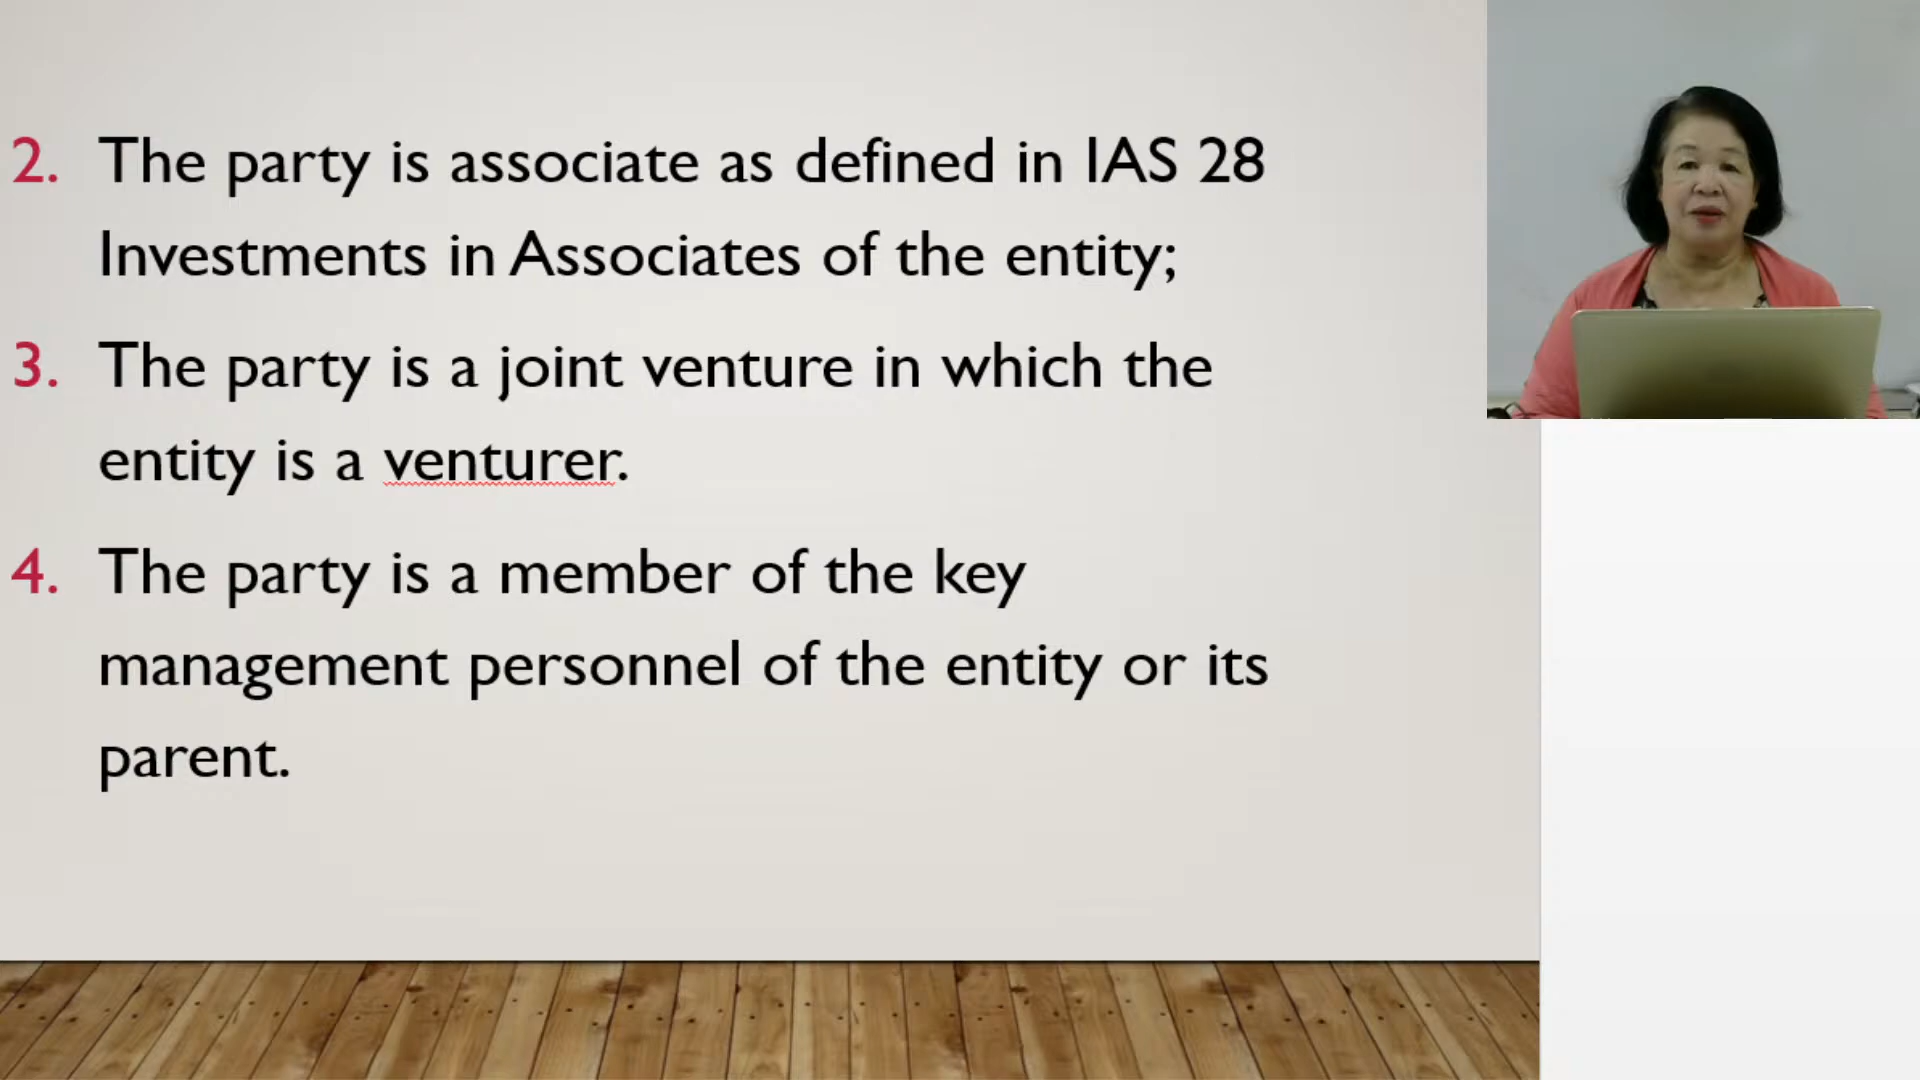 2. The party is associate as defined in IAS 28
Investments in Associates of the entity;
3. The party is a joint venture in which the
entity is a venturer.
4. The party is a member of the key
management personnel of the entity or its
parent.